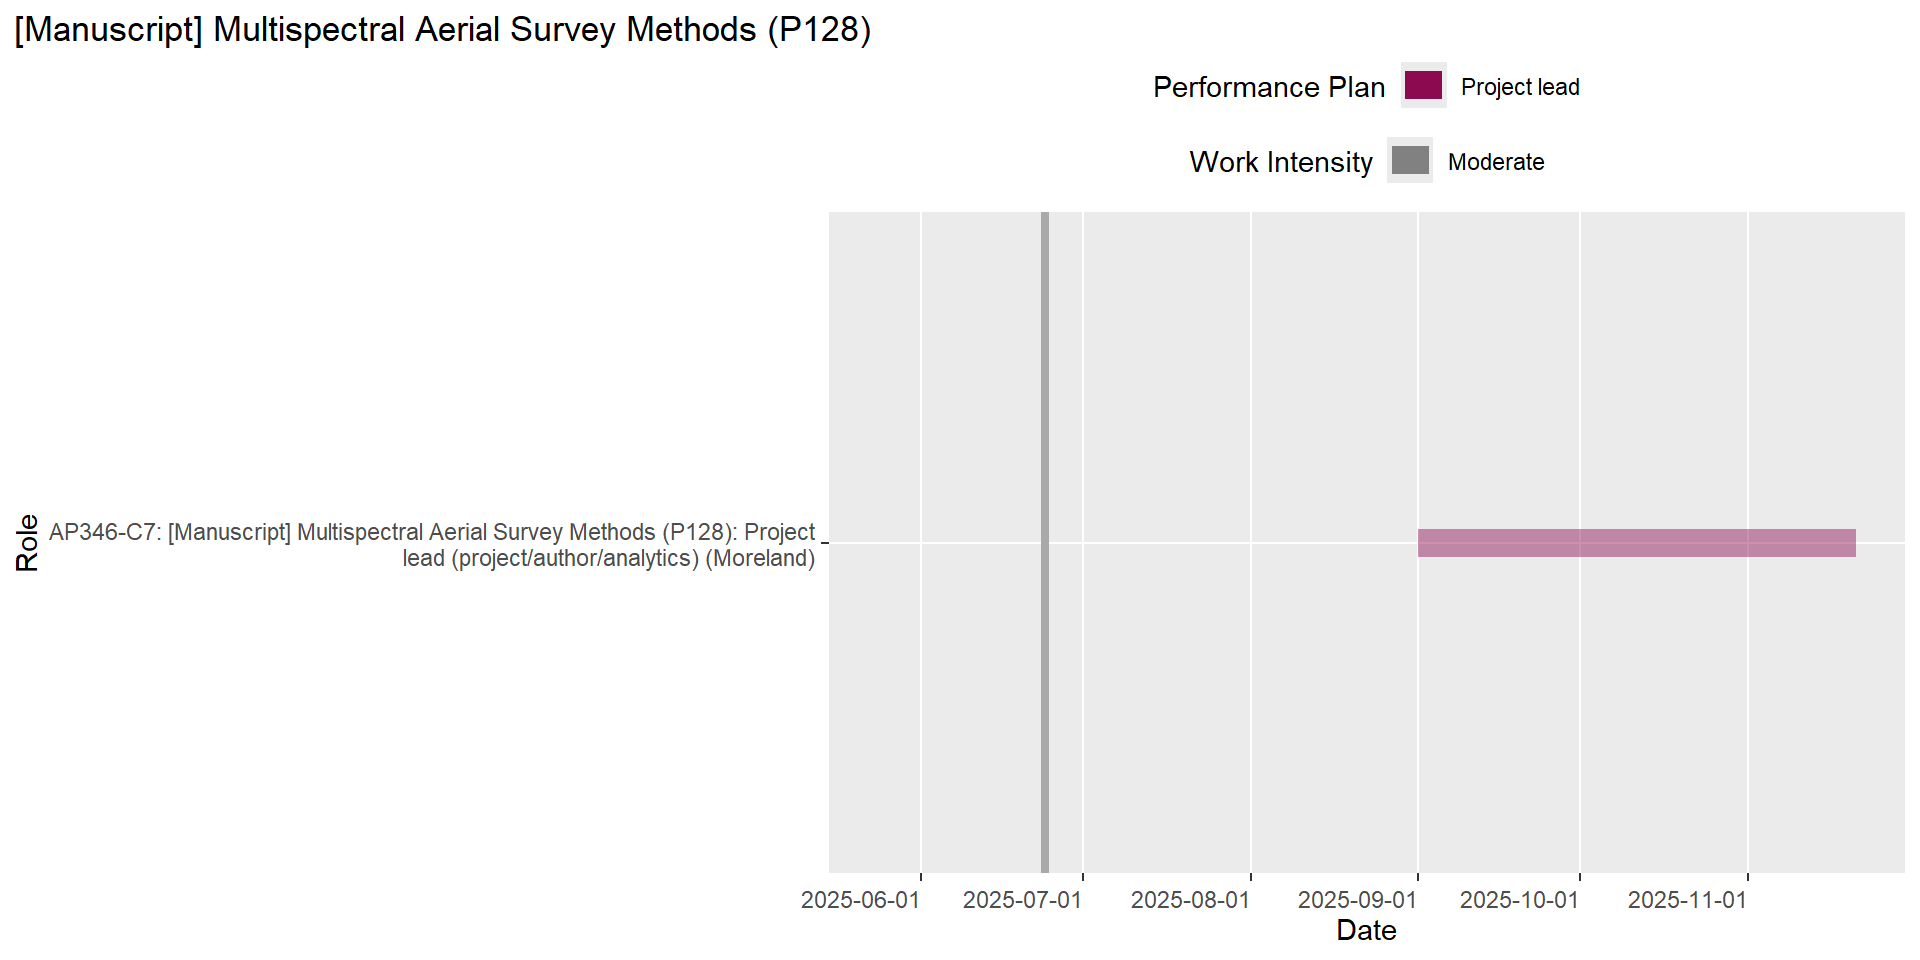 [Manuscript] Multispectral Aerial Survey Methods (P128)
Performance Plan
Project lead
Work Intensity
Moderate
Role
AP346-C7: [Manuscript] Multispectral Aerial Survey Methods (P128): Project
lead (project/author/analytics) (Moreland)
2025-06-01
2025-07-01
2025-08-01
2025-09-01
2025-10-01
2025-11-01
Date